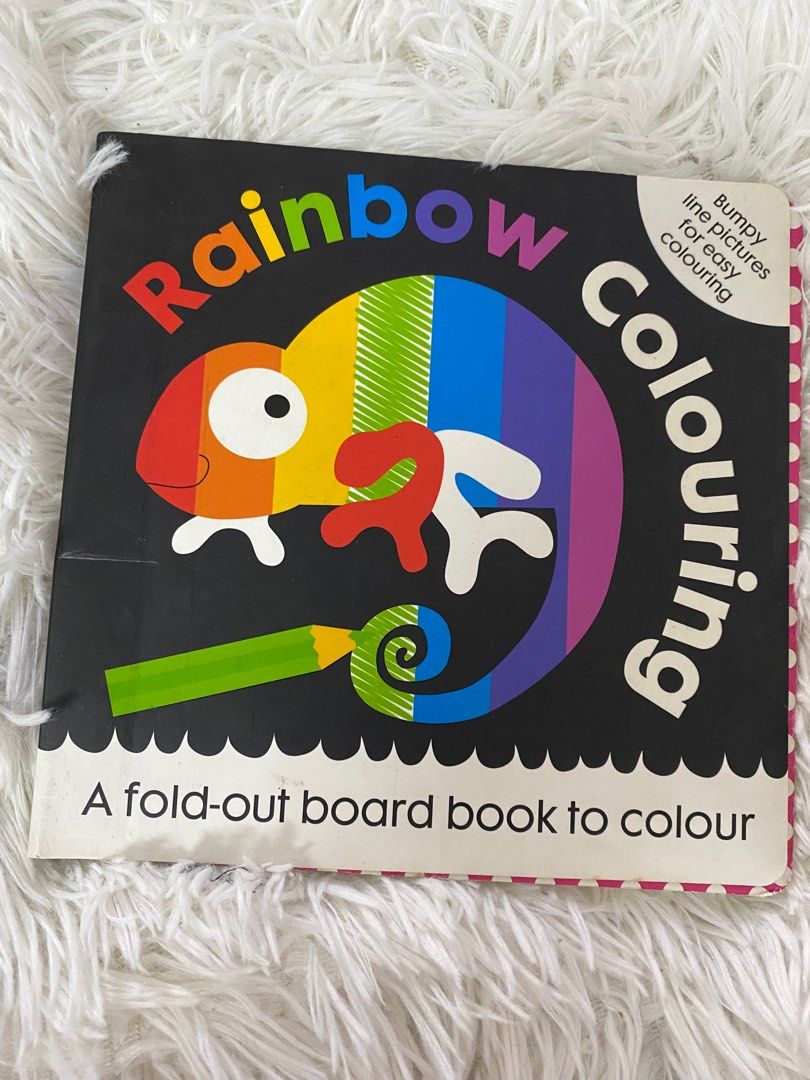 Rainbow Colouring
Bumpy
line pictures
for easy
colouring
A fold-out board book to colour